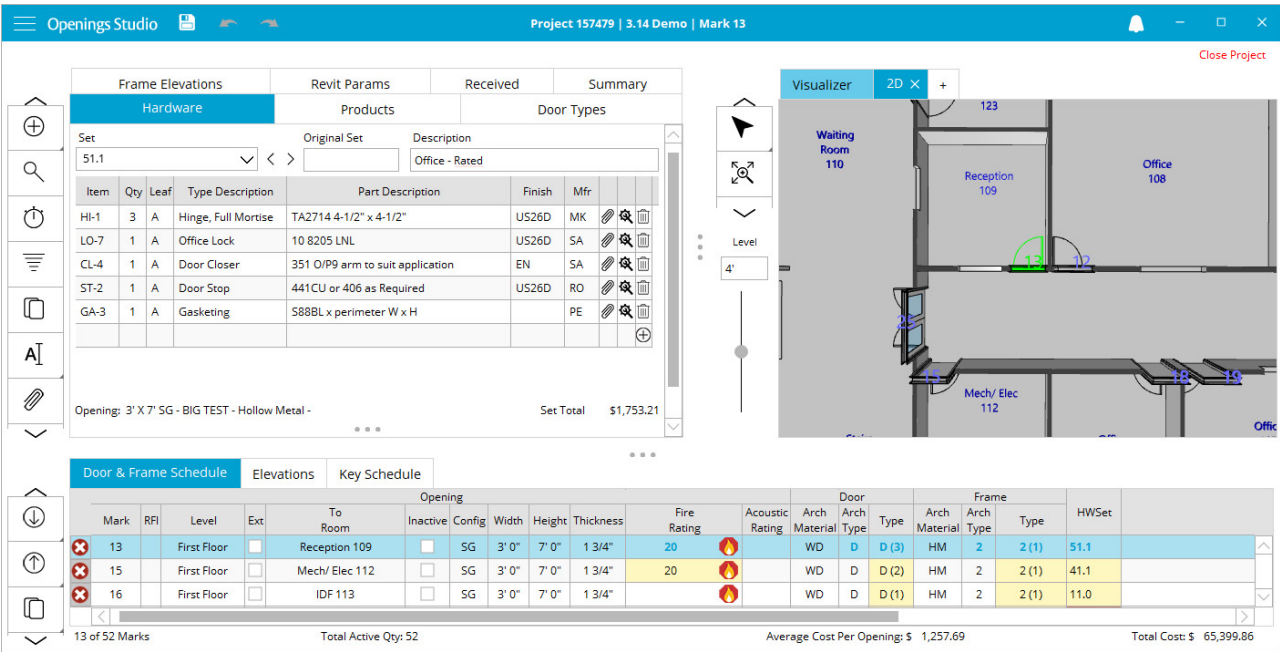 Openings Studio
Project 157479 | 3.14 Demo | Mark 13
Close Project
Frame Elevations Revit Params Received Summary
Hardware Products Door Types
Set Original Set Description
51.1 Office - Rated
Item Qty Leaf Type Description Part Description Finish Mfr
HI-1 3 A Hinge, Full Mortise TA2714 4-1/2" x 4-1/2" US26D MK
LO-7 1 A Office Lock 10 8205 LNL US26D SA
CL-4 1 A Door Closer 351 O/P9 arm to suit application EN SA
ST-2 1 A Door Stop 441CU or 406 as Required US26D RO
GA-3 1 A Gasketing S88BL x perimeter W x H PE
Opening: 3' X 7' SG - BIG TEST - Hollow Metal - Set Total $1,753.21
Level
4'
Visualizer 2D +
123
Waiting
Room
110
Reception
109
Office
108
13 12
25
15 18 19
Mech/ Elec
112
Offic
Door & Frame Schedule Elevations Key Schedule
Opening Door Frame
Mark RFI Level Ext To Room Inactive Config Width Height Thickness Fire Rating Acoustic Rating Arch Material Arch Type Type Arch Material Arch Type Type HWSet
13 First Floor Reception 109 SG 3' 0" 7' 0" 1 3/4" 20 WD D D (3) HM 2 2 (1) 51.1
15 First Floor Mech/ Elec 112 SG 3' 0" 7' 0" 1 3/4" 20 WD D D (2) HM 2 2 (1) 41.1
16 First Floor IDF 113 SG 3' 0" 7' 0" 1 3/4" WD D D (1) HM 2 2 (1) 11.0
13 of 52 Marks Total Active Qty: 52 Average Cost Per Opening: $ 1,257.69 Total Cost: $ 65,399.86